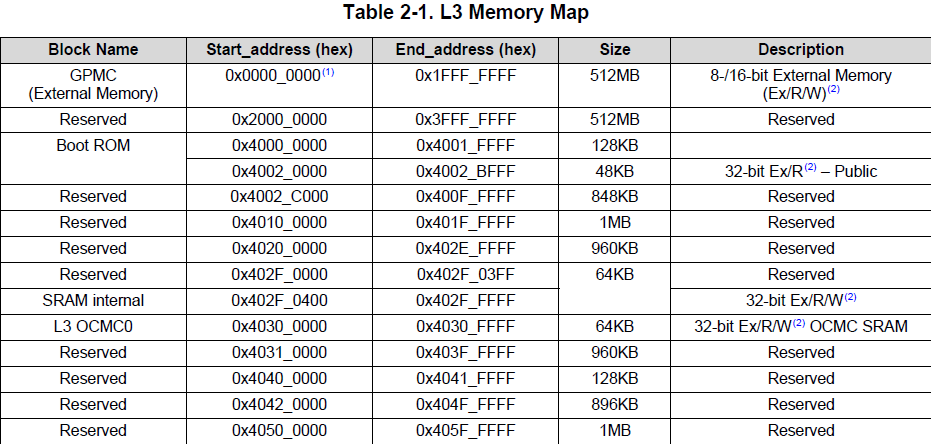 Table 2-1. L3 Memory Map
Block Name Start_address (hex) End_address (hex) Size Description
GPMC (External Memory) 0x0000_0000(1) 0x1FFF_FFFF 512MB 8-/16-bit External Memory (Ex/R/W)(2)
Reserved 0x2000_0000 0x3FFF_FFFF 512MB Reserved
Boot ROM 0x4000_0000 0x4001_FFFF 128KB
0x4002_0000 0x4002_BFFF 48KB 32-bit Ex/R(2) – Public
Reserved 0x4002_C000 0x400F_FFFF 848KB Reserved
Reserved 0x4010_0000 0x401F_FFFF 1MB Reserved
Reserved 0x4020_0000 0x402E_FFFF 960KB Reserved
Reserved 0x402F_0000 0x402F_03FF 64KB Reserved
SRAM internal 0x402F_0400 0x402F_FFFF 32-bit Ex/R/W(2)
L3 OCMC0 0x4030_0000 0x4030_FFFF 64KB 32-bit Ex/R/W(2) OCMC SRAM
Reserved 0x4031_0000 0x403F_FFFF 960KB Reserved
Reserved 0x4040_0000 0x4041_FFFF 128KB Reserved
Reserved 0x4042_0000 0x404F_FFFF 896KB Reserved
Reserved 0x4050_0000 0x405F_FFFF 1MB Reserved